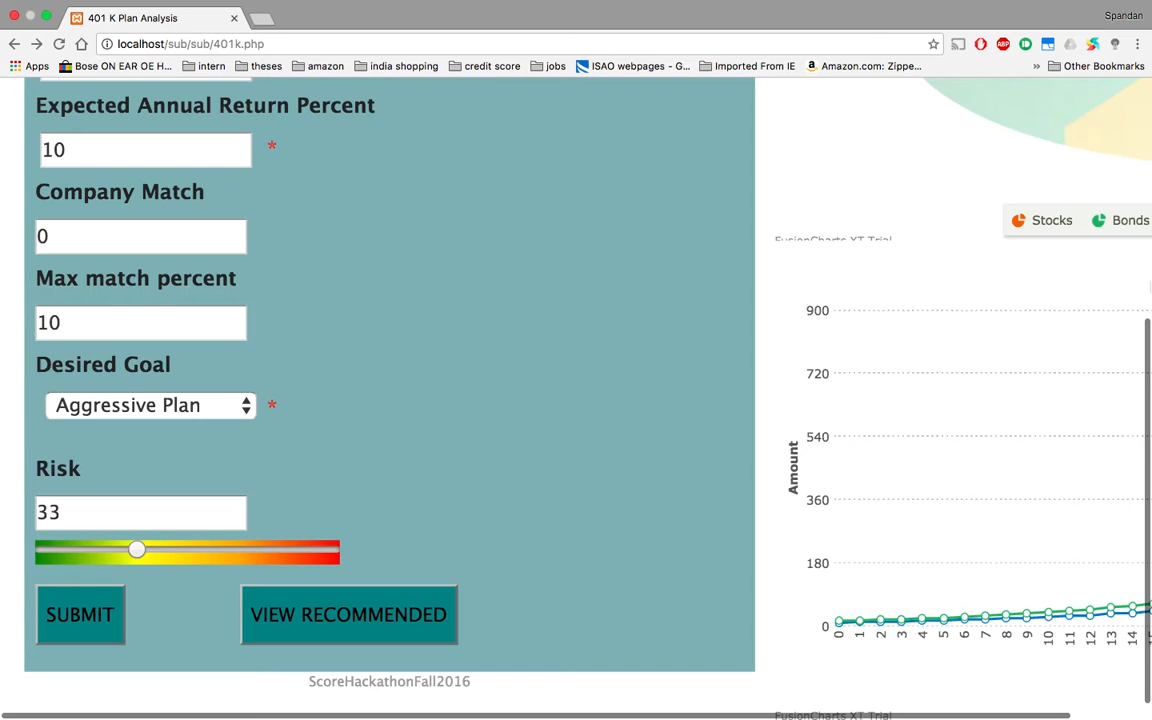 401 K Plan Analysis
Spandan
localhost/sub/sub/401k.php
ABP
Apps
Bose ON EAR OE H...
intern
theses
amazon
india shopping
credit score
jobs
ISAO webpages - G...
Imported From IE
Amazon.com: Zippe...
»
Other Bookmarks
Expected Annual Return Percent
10 *
Company Match
0
Max match percent
10
Desired Goal
Aggressive Plan *
Risk
33
SUBMIT
VIEW RECOMMENDED
ScoreHackathonFall2016
Stocks
Bonds
FusionCharts XT Trial
900
720
540
360
180
0
Amount
0 1 2 3 4 5 6 7 8 9 10 11 12 13 14
FusionCharts XT Trial